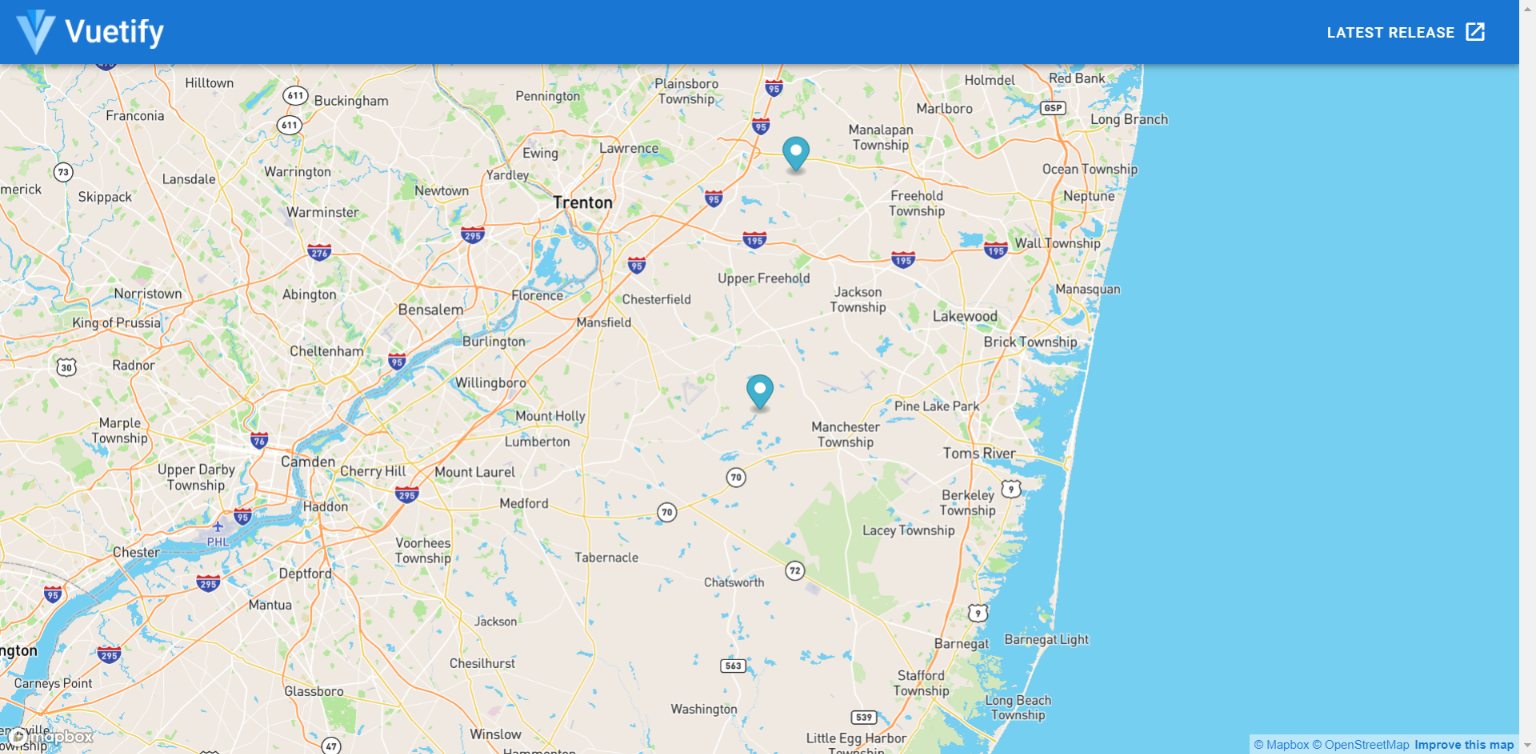 Vuetify
LATEST RELEASE
Hilltown
Plainsboro
Township
95
Holmdel
Red Bank
611
Buckingham
Pennington
Marlboro
GSP
Franconia
611
95
Long Branch
Manalapan
Township
Ewing
Lawrence
73
Warrington
Yardley
Ocean Township
merick
Skippack
Lansdale
Newtown
Trenton
95
Freehold
Township
Neptune
Warminster
295
195
276
195
195
Wall Township
95
Upper Freehold
Norristown
Abington
Florence
Chesterfield
Jackson
Township
Manasquan
King of Prussia
Bensalem
Mansfield
Lakewood
Cheltenham
Burlington
Brick Township
30
Radnor
95
Willingboro
Marple
Township
Mount Holly
Pine Lake Park
76
Lumberton
Manchester
Township
Upper Darby
Township
Camden
Cherry Hill
Mount Laurel
Toms River
70
295
Haddon
Medford
70
Berkeley
Township
9
95
PHL
Lacey Township
Chester
Voorhees
Township
Tabernacle
Deptford
295
Chatsworth
72
95
Mantua
Jackson
9
ngton
295
Chesilhurst
563
Barnegat
Barnegat Light
Carneys Point
Glassboro
Stafford
Township
Washington
539
Long Beach
Township
mapbox
47
Winslow
Hammonton
Little Egg Harbor
Township
© Mapbox © OpenStreetMap Improve this map